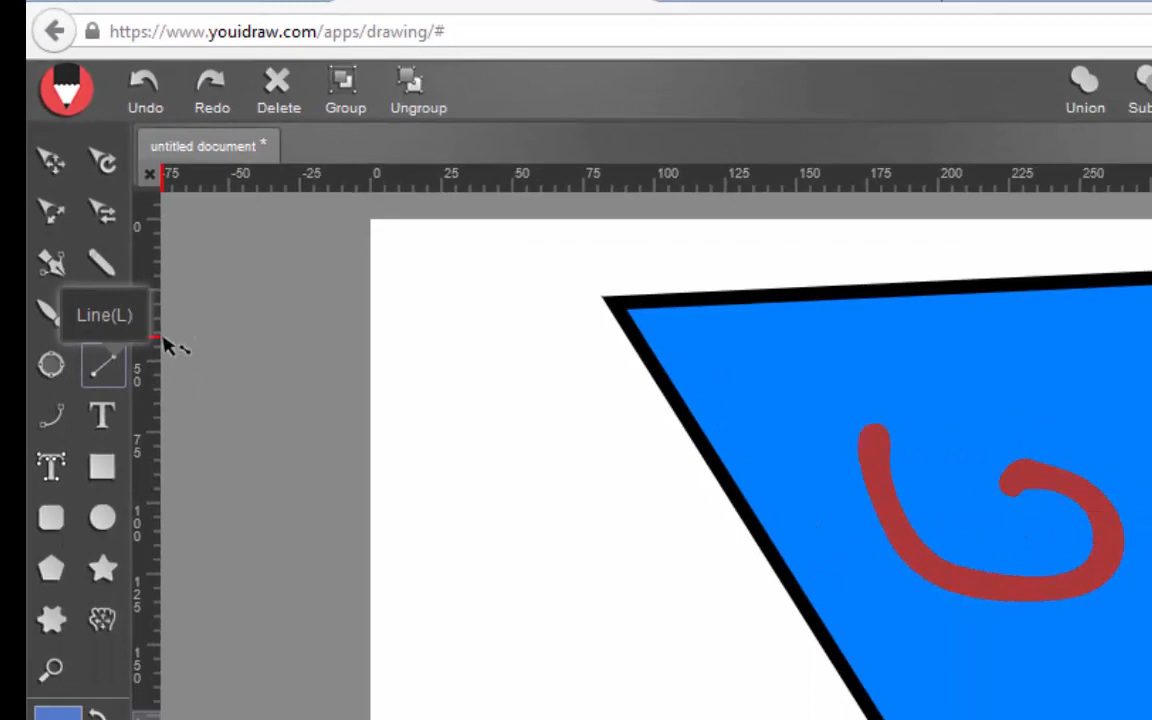 https://www.youidraw.com/apps/drawing/#
Undo Redo Delete Group Ungroup Union Sub
untitled document *
-75 -50 -25 0 25 50 75 100 125 150 175 200 225 250
0
Line(L)
50
75
100
125
150